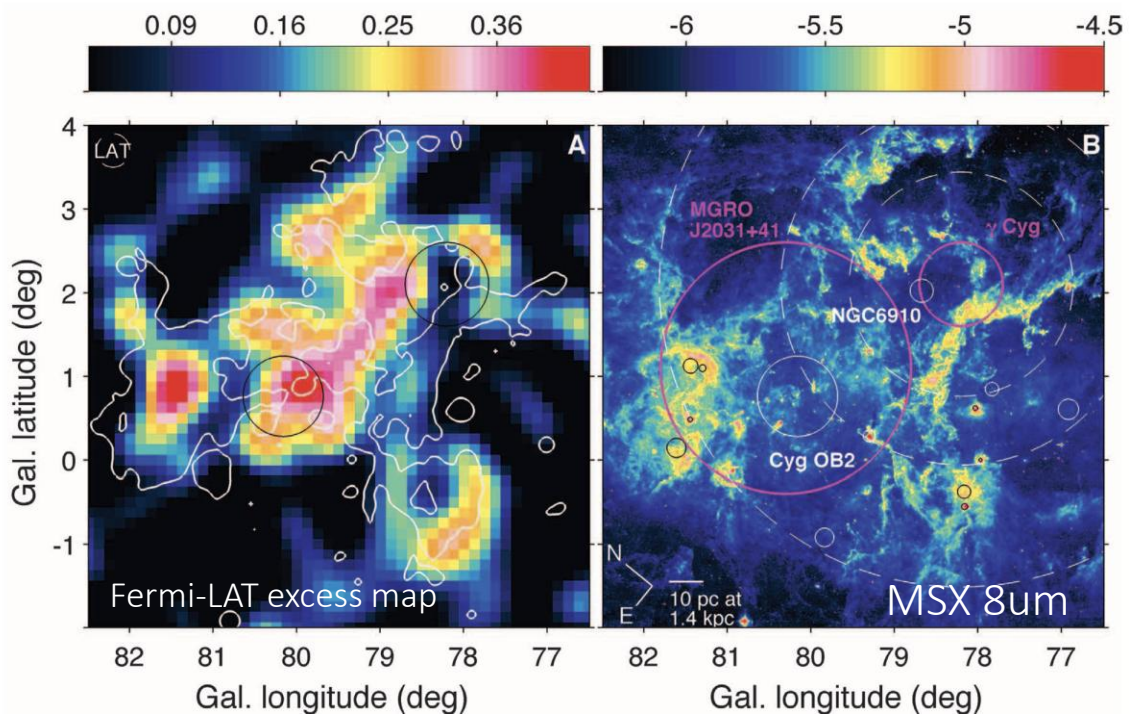 0.09 0.16 0.25 0.36
-6 -5.5 -5 -4.5
LAT
A
B
MGRO
J2031+41
γ Cyg
NGC6910
Cyg OB2
N
E
10 pc at
1.4 kpc
Fermi-LAT excess map
MSX 8um
4
3
2
1
0
-1
Gal. latitude (deg)
82 81 80 79 78 77
82 81 80 79 78 77
Gal. longitude (deg)
Gal. longitude (deg)